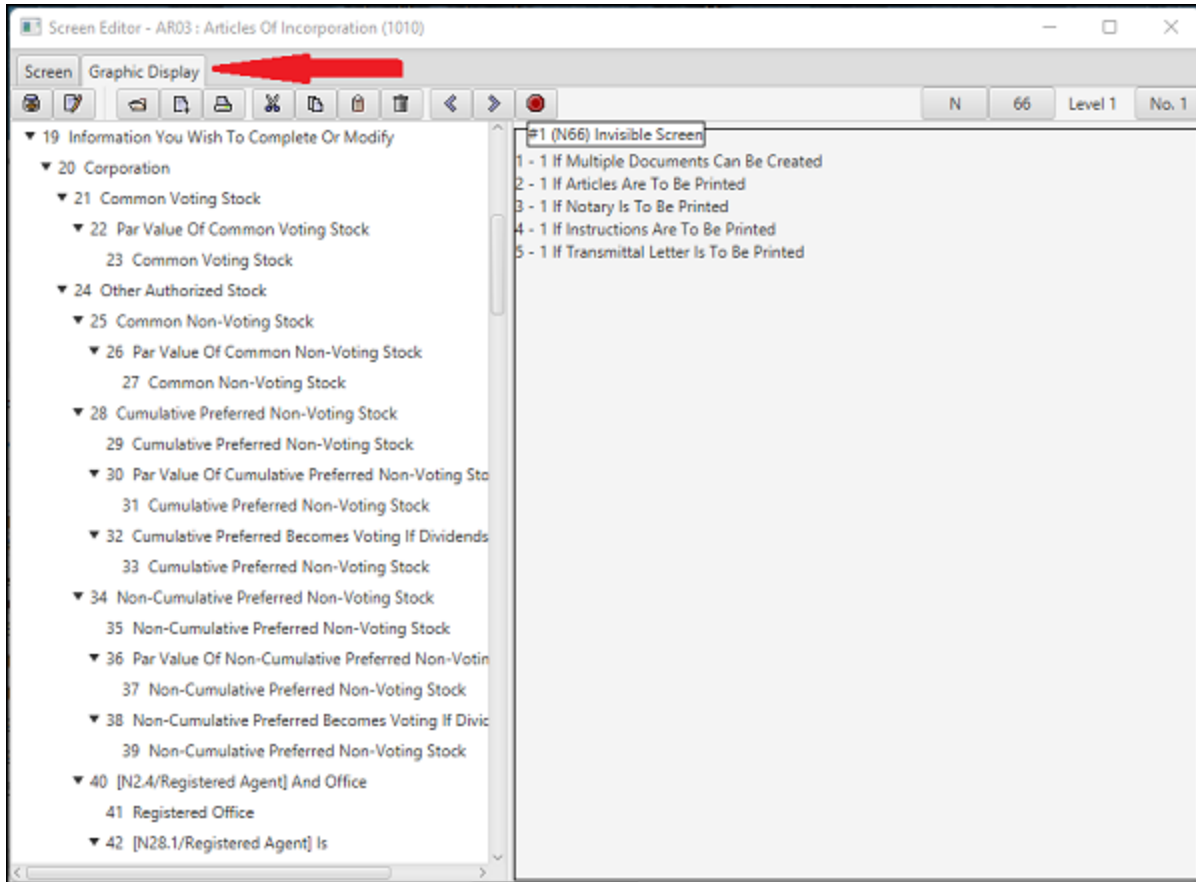 Screen Editor - AR03 : Articles Of Incorporation (1010)
Screen Graphic Display
N 66 Level 1 No. 1
19 Information You Wish To Complete Or Modify
20 Corporation
21 Common Voting Stock
22 Par Value Of Common Voting Stock
23 Common Voting Stock
24 Other Authorized Stock
25 Common Non-Voting Stock
26 Par Value Of Common Non-Voting Stock
27 Common Non-Voting Stock
28 Cumulative Preferred Non-Voting Stock
29 Cumulative Preferred Non-Voting Stock
30 Par Value Of Cumulative Preferred Non-Voting Sto
31 Cumulative Preferred Non-Voting Stock
32 Cumulative Preferred Becomes Voting If Dividends
33 Cumulative Preferred Non-Voting Stock
34 Non-Cumulative Preferred Non-Voting Stock
35 Non-Cumulative Preferred Non-Voting Stock
36 Par Value Of Non-Cumulative Preferred Non-Votin
37 Non-Cumulative Preferred Non-Voting Stock
38 Non-Cumulative Preferred Becomes Voting If Divid
39 Non-Cumulative Preferred Non-Voting Stock
40 [N2.4/Registered Agent] And Office
41 Registered Office
42 [N28.1/Registered Agent] Is
#1 (N66) Invisible Screen
1 - 1 If Multiple Documents Can Be Created
2 - 1 If Articles Are To Be Printed
3 - 1 If Notary Is To Be Printed
4 - 1 If Instructions Are To Be Printed
5 - 1 If Transmittal Letter Is To Be Printed